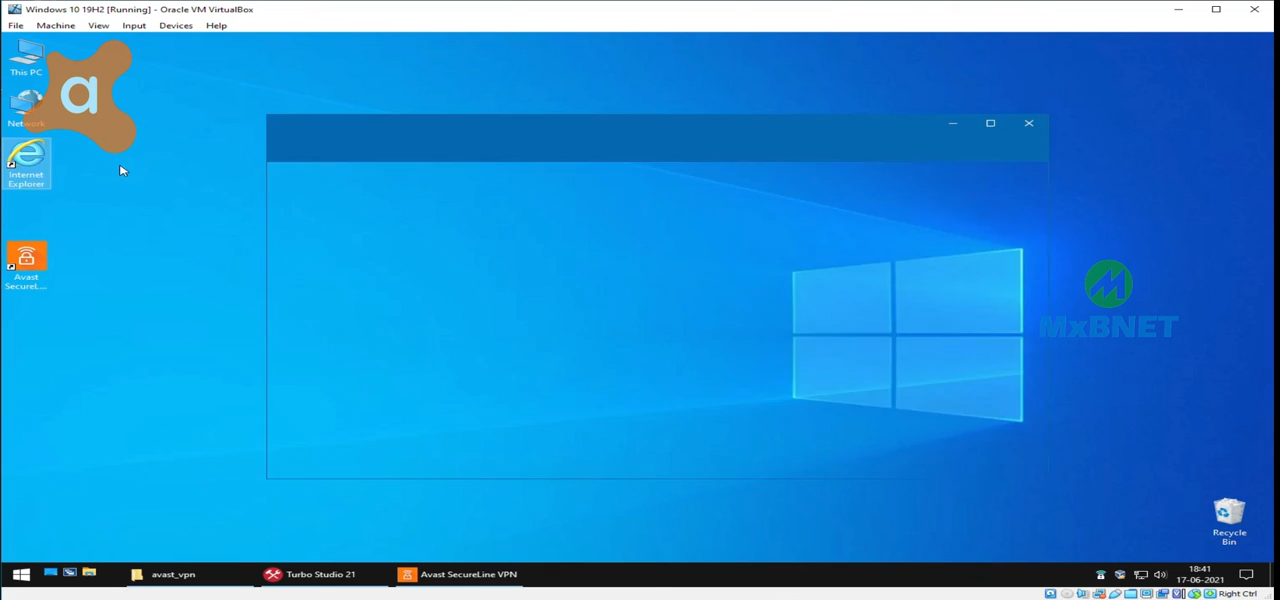 Windows 10 19H2 [Running] - Oracle VM VirtualBox
File Machine View Input Devices Help
This PC
a
Network
Internet
Explorer
Avast
SecureL...
MxBNET
Recycle
Bin
avast_vpn
Turbo Studio 21
Avast SecureLine VPN
18:41
17-06-2021
Right Ctrl